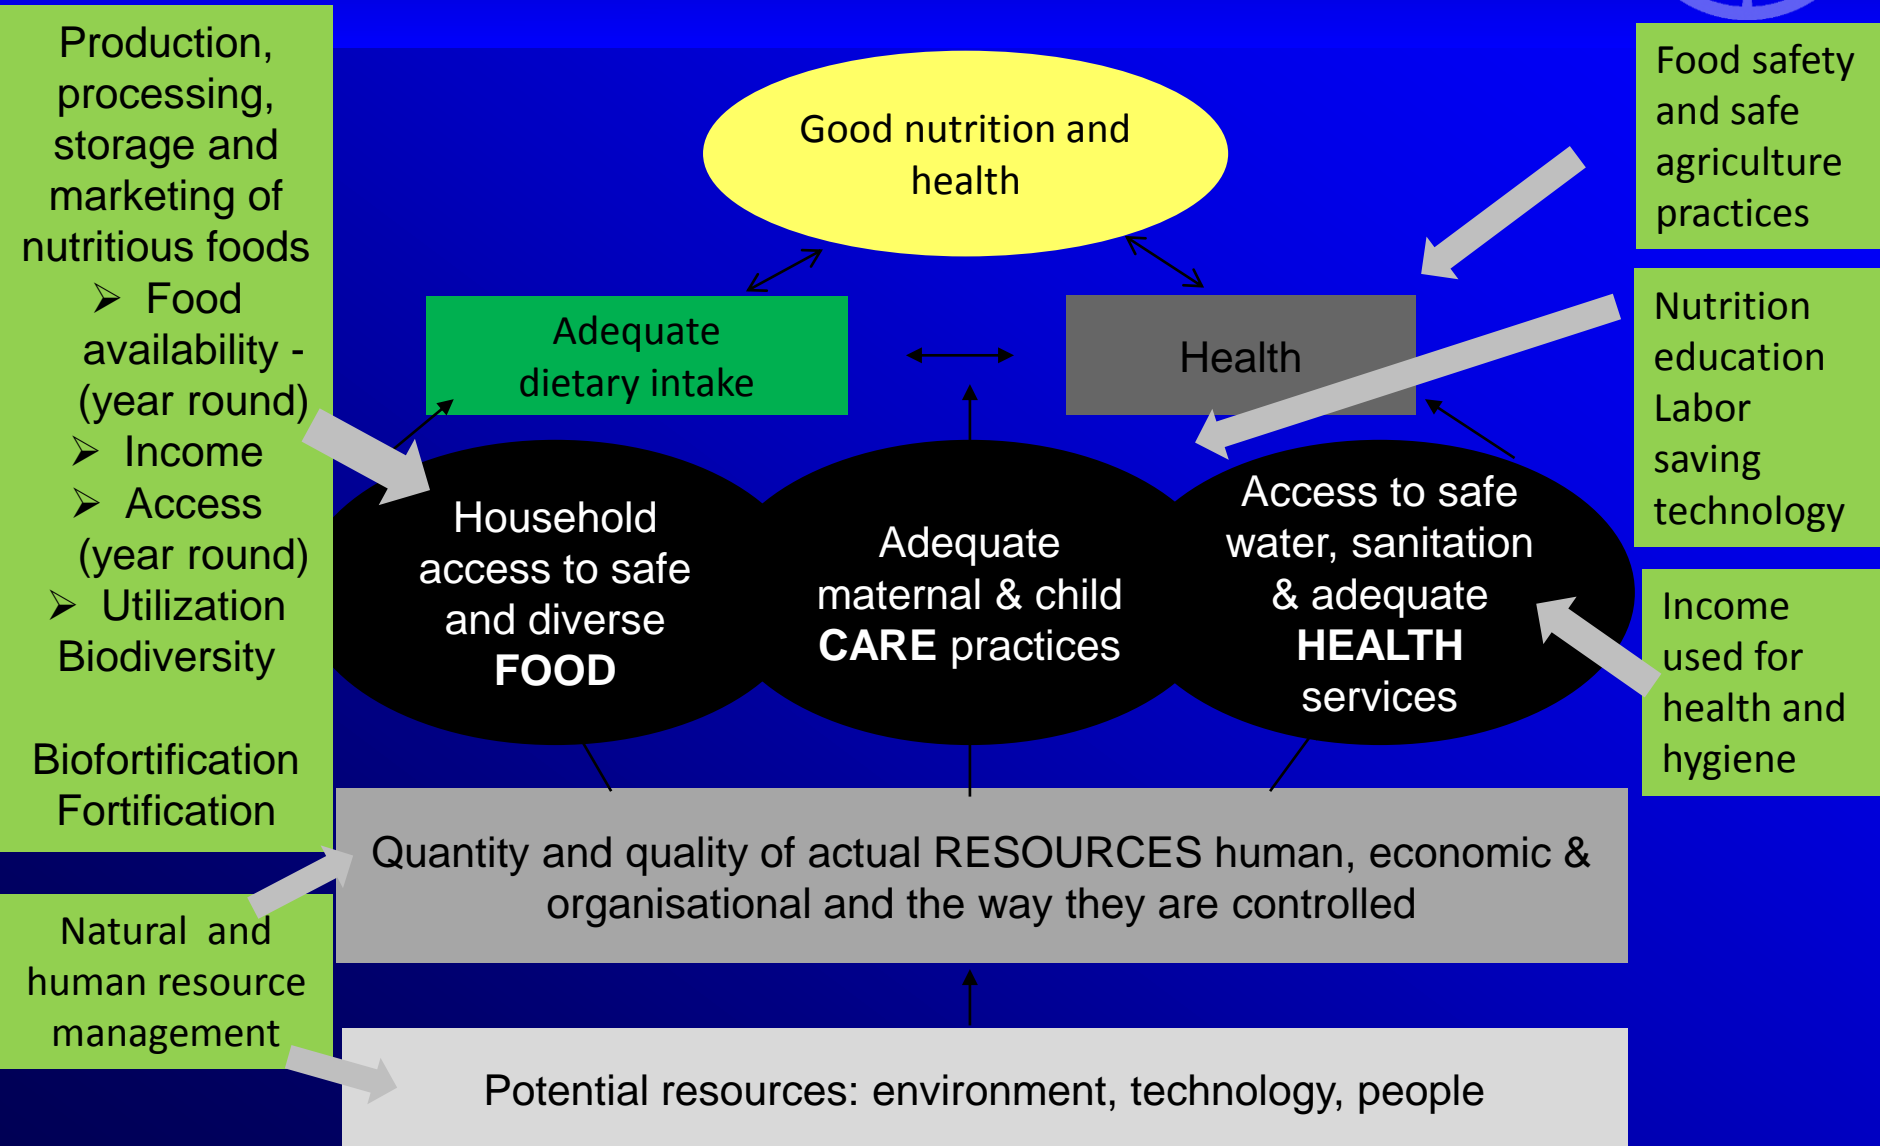 Production,
processing,
storage and
marketing of
nutritious foods
➢ Food
availability -
(year round)
➢ Income
➢ Access
(year round)
➢ Utilization
Biodiversity
Biofortification
Fortification
Natural and
human resource
management
Good nutrition and
health
Adequate
dietary intake
Health
Household
access to safe
and diverse
FOOD
Adequate
maternal & child
CARE practices
Access to safe
water, sanitation
& adequate
HEALTH
services
Quantity and quality of actual RESOURCES human, economic &
organisational and the way they are controlled
Potential resources: environment, technology, people
Food safety
and safe
agriculture
practices
Nutrition
education
Labor
saving
technology
Income
used for
health and
hygiene